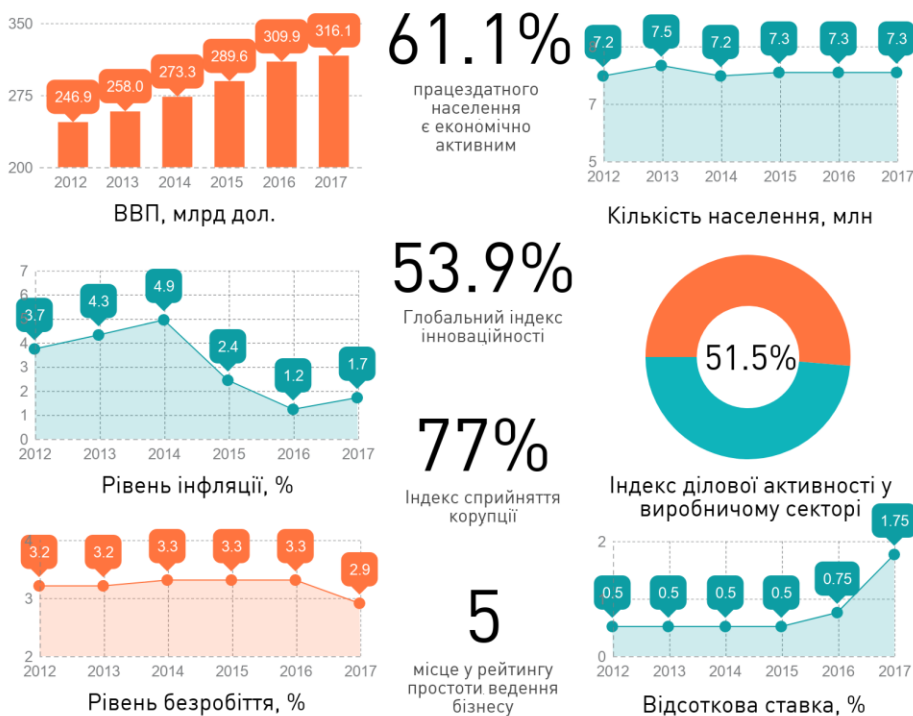 350
275
200
246.9
258.0
273.3
289.6
309.9
316.1
2012 2013 2014 2015 2016 2017
ВВП, млрд дол.
61.1%
працездатного
населення
є економічно
активним
8
7
5
7.2
7.5
7.2
7.3
7.3
7.3
2012 2013 2014 2015 2016 2017
Кількість населення, млн
7
6
5
4
3
2
1
0
3.7
4.3
4.9
2.4
1.2
1.7
2012 2013 2014 2015 2016 2017
Рівень інфляції, %
53.9%
Глобальний індекс
інноваційності
51.5%
Індекс ділової активності у
виробничому секторі
77%
Індекс сприйняття
корупції
4
3
2
3.2
3.2
3.3
3.3
3.3
2.9
2012 2013 2014 2015 2016 2017
Рівень безробіття, %
5
місце у рейтингу
простоти ведення
бізнесу
2
0
0.5
0.5
0.5
0.5
0.75
1.75
2012 2013 2014 2015 2016 2017
Відсоткова ставка, %